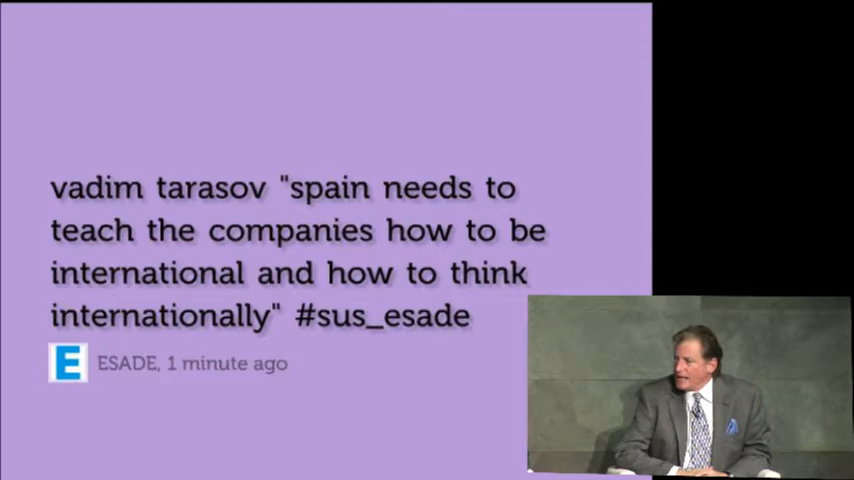 vadim tarasov "spain needs to
teach the companies how to be
international and how to think
internationally" #sus_esade
E ESADE, 1 minute ago